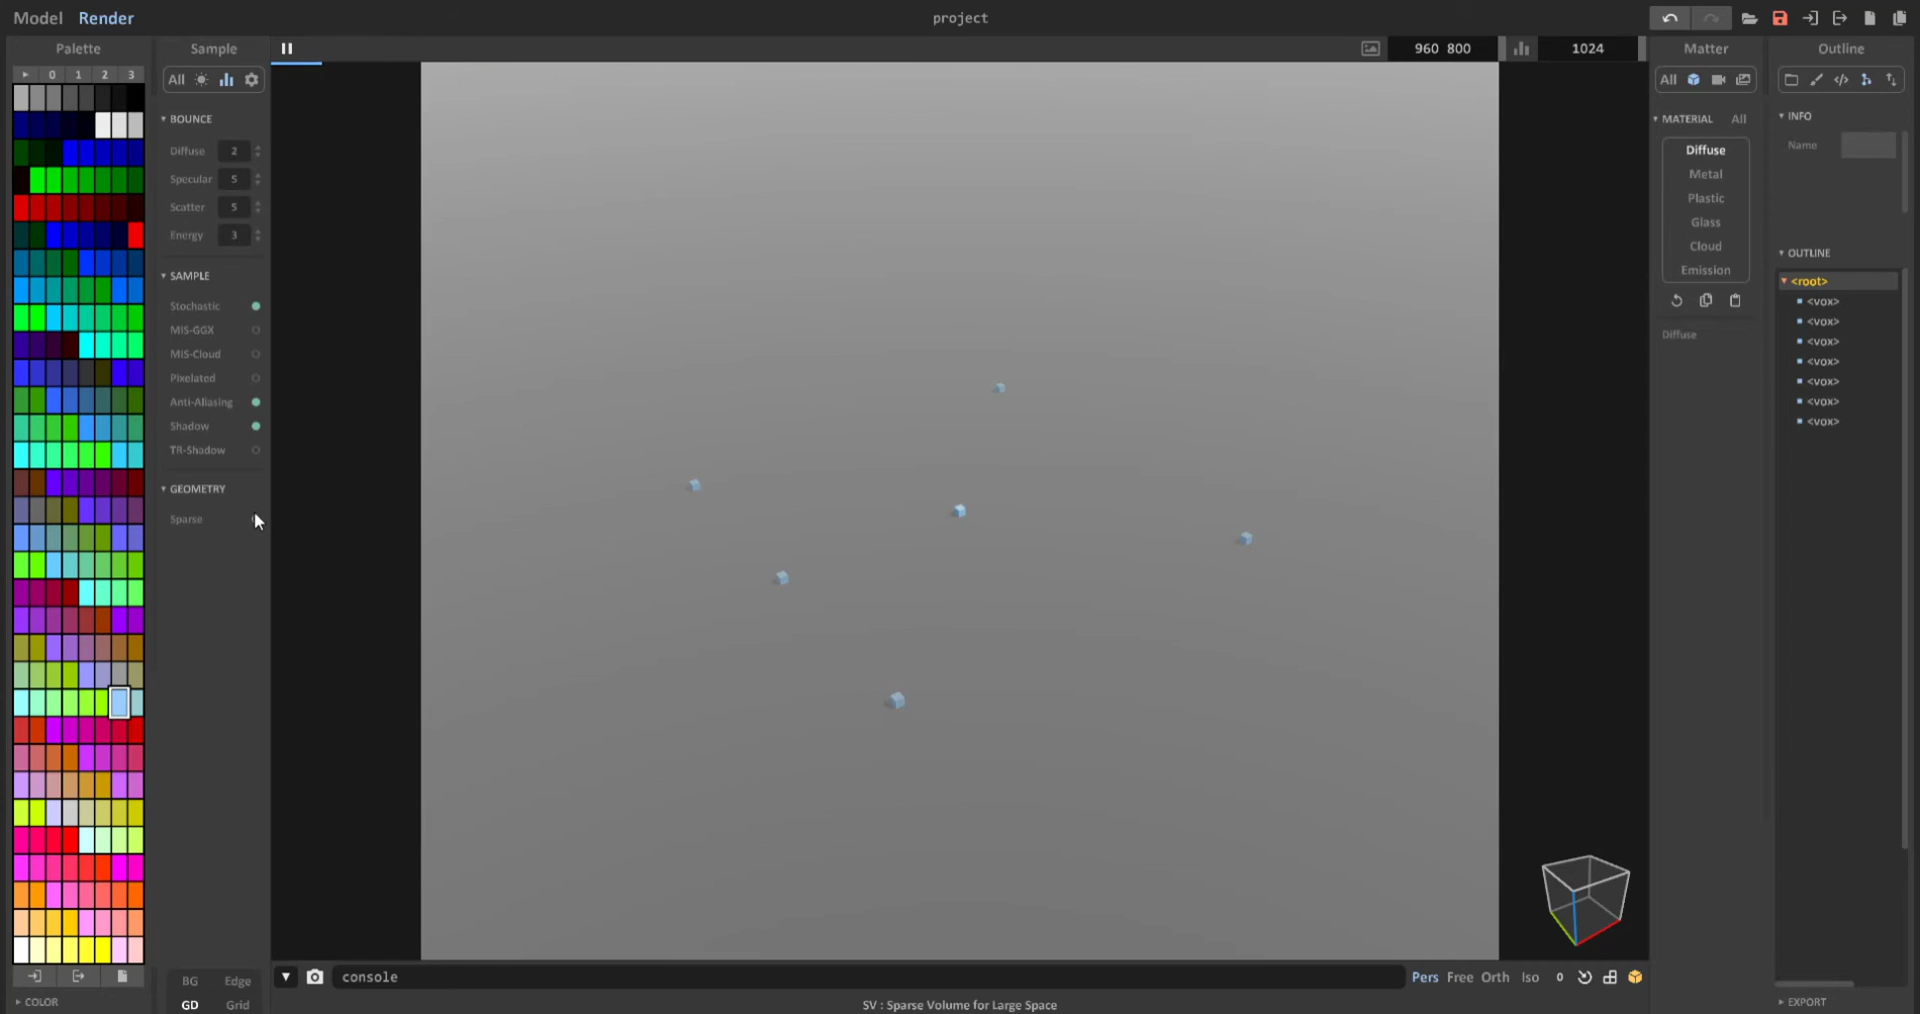 Model Render
project
Palette
0 1 2 3
COLOR
Sample
All
BOUNCE
Diffuse 2
Specular 5
Scatter 5
Energy 3
SAMPLE
Stochastic
MIS-GGX
MIS-Cloud
Pixelated
Anti-Aliasing
Shadow
TR-Shadow
GEOMETRY
Sparse
BG Edge
GD Grid
960 800
1024
console
Pers Free Orth Iso 0
SV : Sparse Volume for Large Space
Matter
All
MATERIAL All
Diffuse
Metal
Plastic
Glass
Cloud
Emission
Diffuse
Outline
INFO
Name
OUTLINE
<root>
<vox>
<vox>
<vox>
<vox>
<vox>
<vox>
<vox>
EXPORT